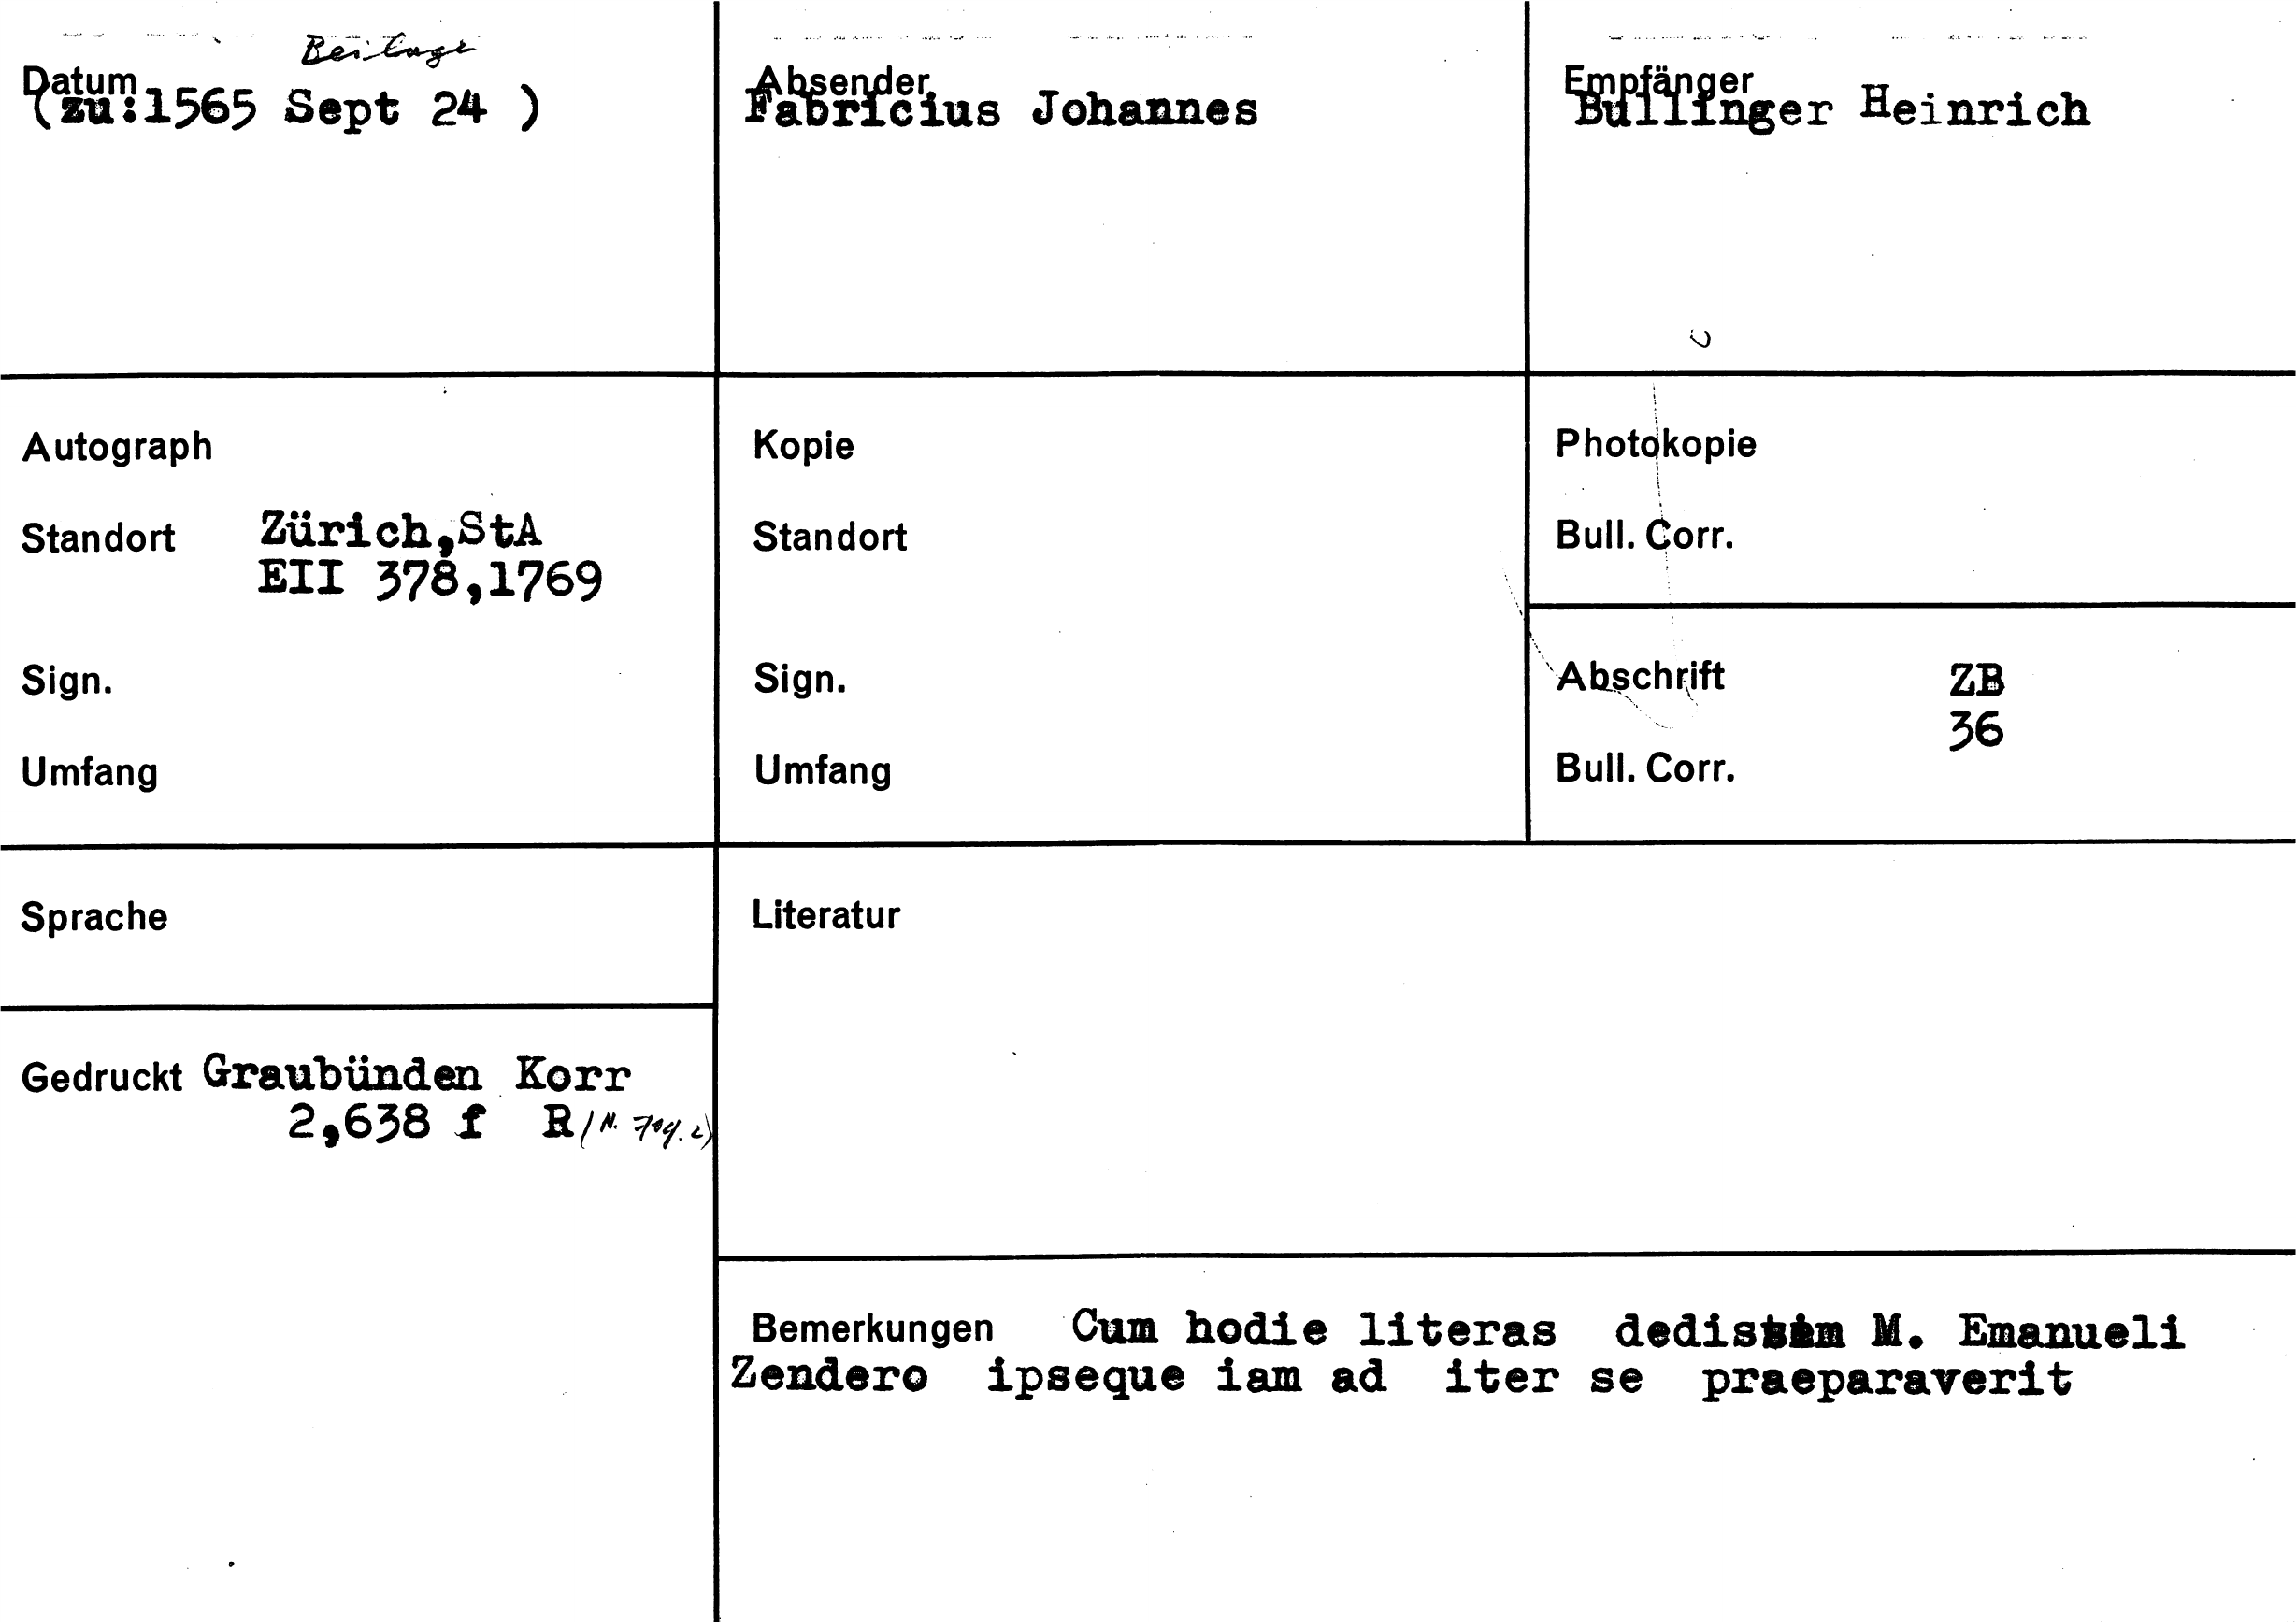 Beilage
Datum
(zu:1565 Sept 24 )
Absender
Fabricius Johannes
Empfänger
Bullinger Heinrich
Autograph
Standort Zürich,StA
EII 378,1769
Sign.
Umfang
Kopie
Standort
Sign.
Umfang
Photokopie
Bull. Corr.
Abschrift ZB
36
Bull. Corr.
Sprache
Literatur
Gedruckt Graubünden Korr
2,638 f R (N.
Bemerkungen Cum hodie literas dedissem M. Emanueli
Zendero ipseque iam ad iter se praeparaverit